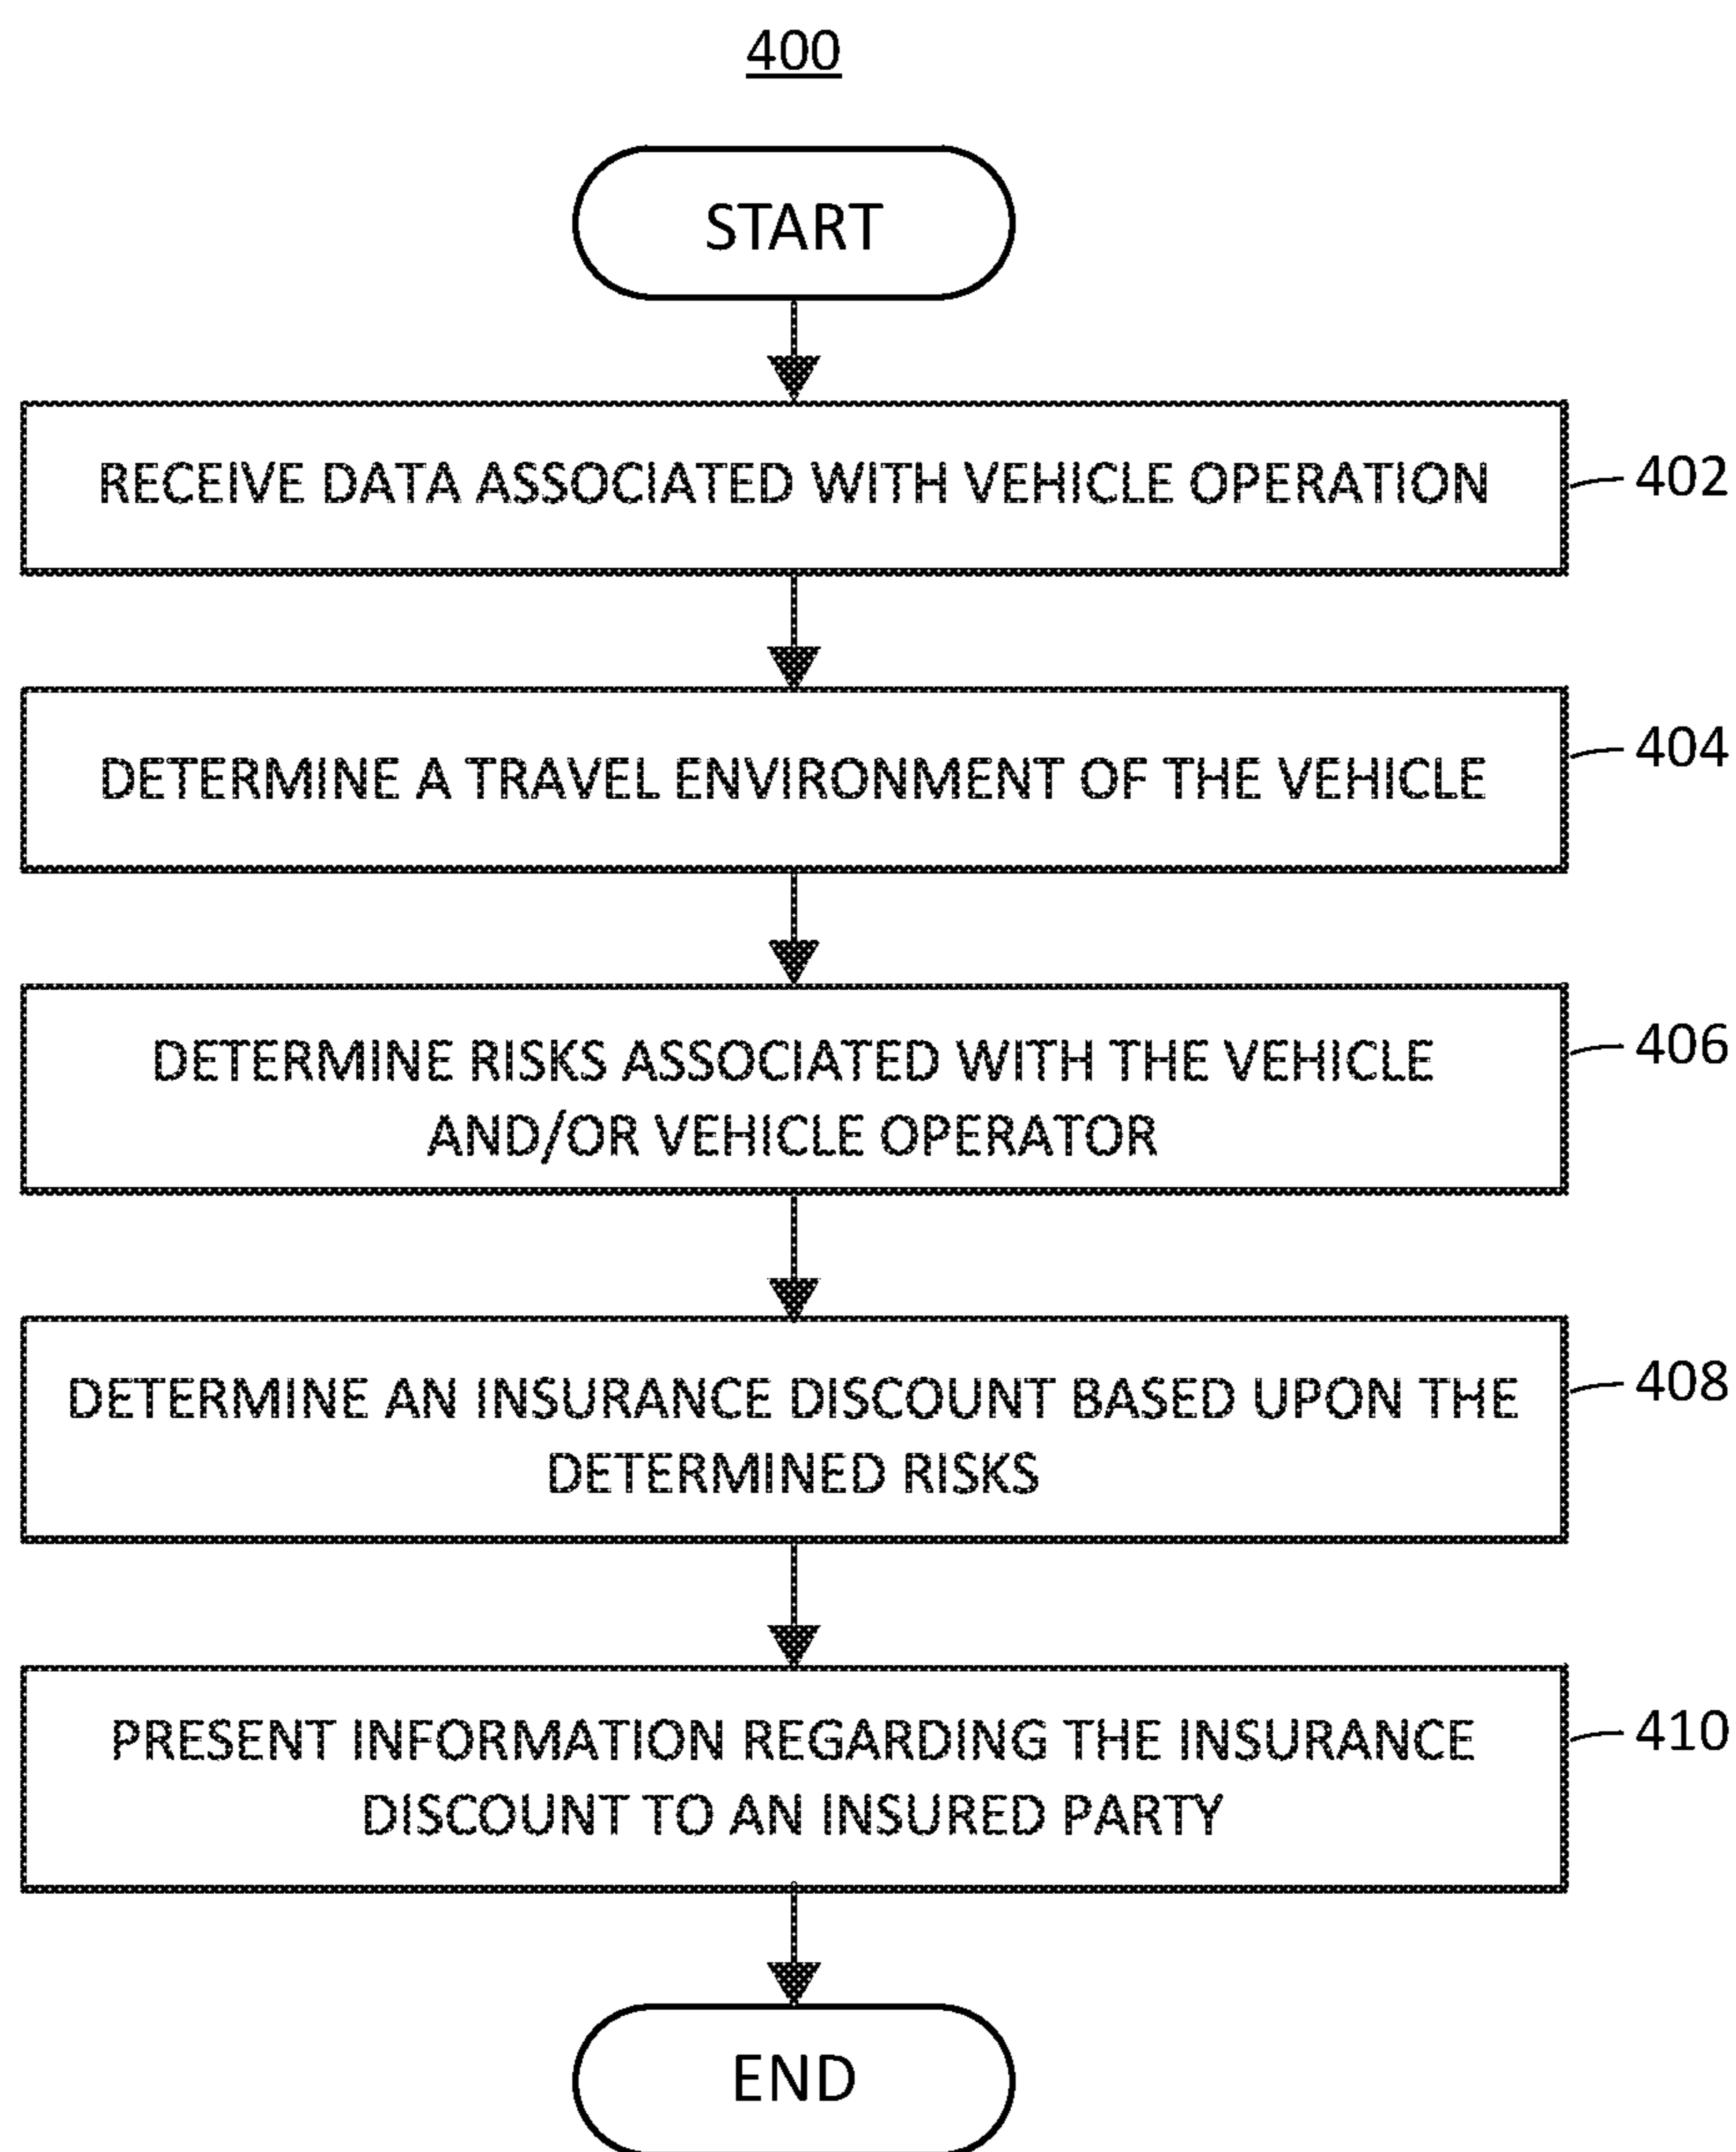 400
START
RECEIVE DATA ASSOCIATED WITH VEHICLE OPERATION
402
DETERMINE A TRAVEL ENVIRONMENT OF THE VEHICLE
404
DETERMINE RISKS ASSOCIATED WITH THE VEHICLE
AND/OR VEHICLE OPERATOR
406
DETERMINE AN INSURANCE DISCOUNT BASED UPON THE
DETERMINED RISKS
408
PRESENT INFORMATION REGARDING THE INSURANCE
DISCOUNT TO AN INSURED PARTY
410
END